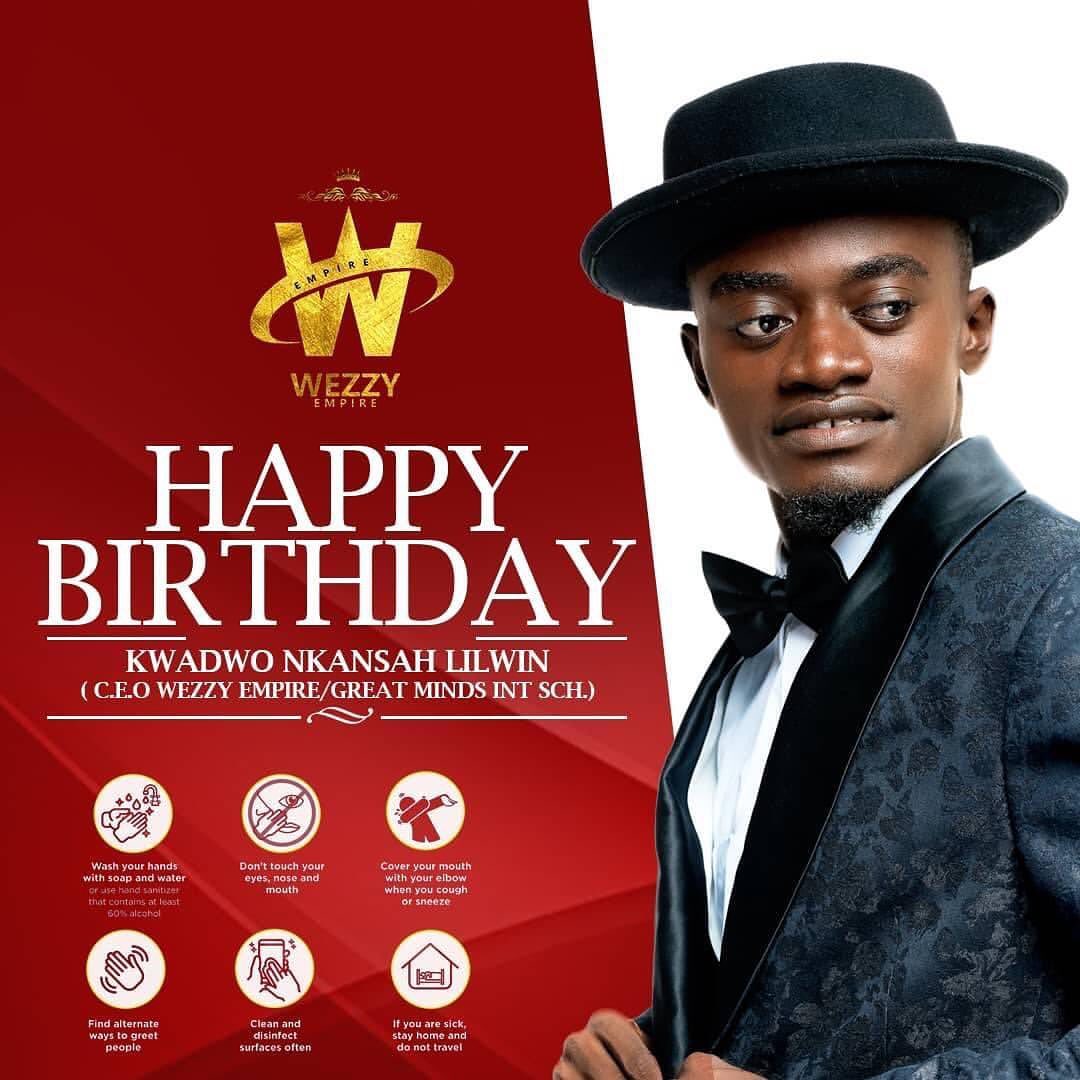 EMPIRE
W
WEZZY
EMPIRE
HAPPY
BIRTHDAY
KWADWO NKANSAH LILWIN
( C.E.O WEZZY EMPIRE/GREAT MINDS INT SCH.)
Wash your hands
with soap and water
or use hand sanitizer
that contains at least
60% alcohol
Don't touch your
eyes, nose and
mouth
Cover your mouth
with your elbow
when you cough
or sneeze
Find alternate
ways to greet
people
Clean and
disinfect
surfaces often
If you are sick,
stay home and
do not travel